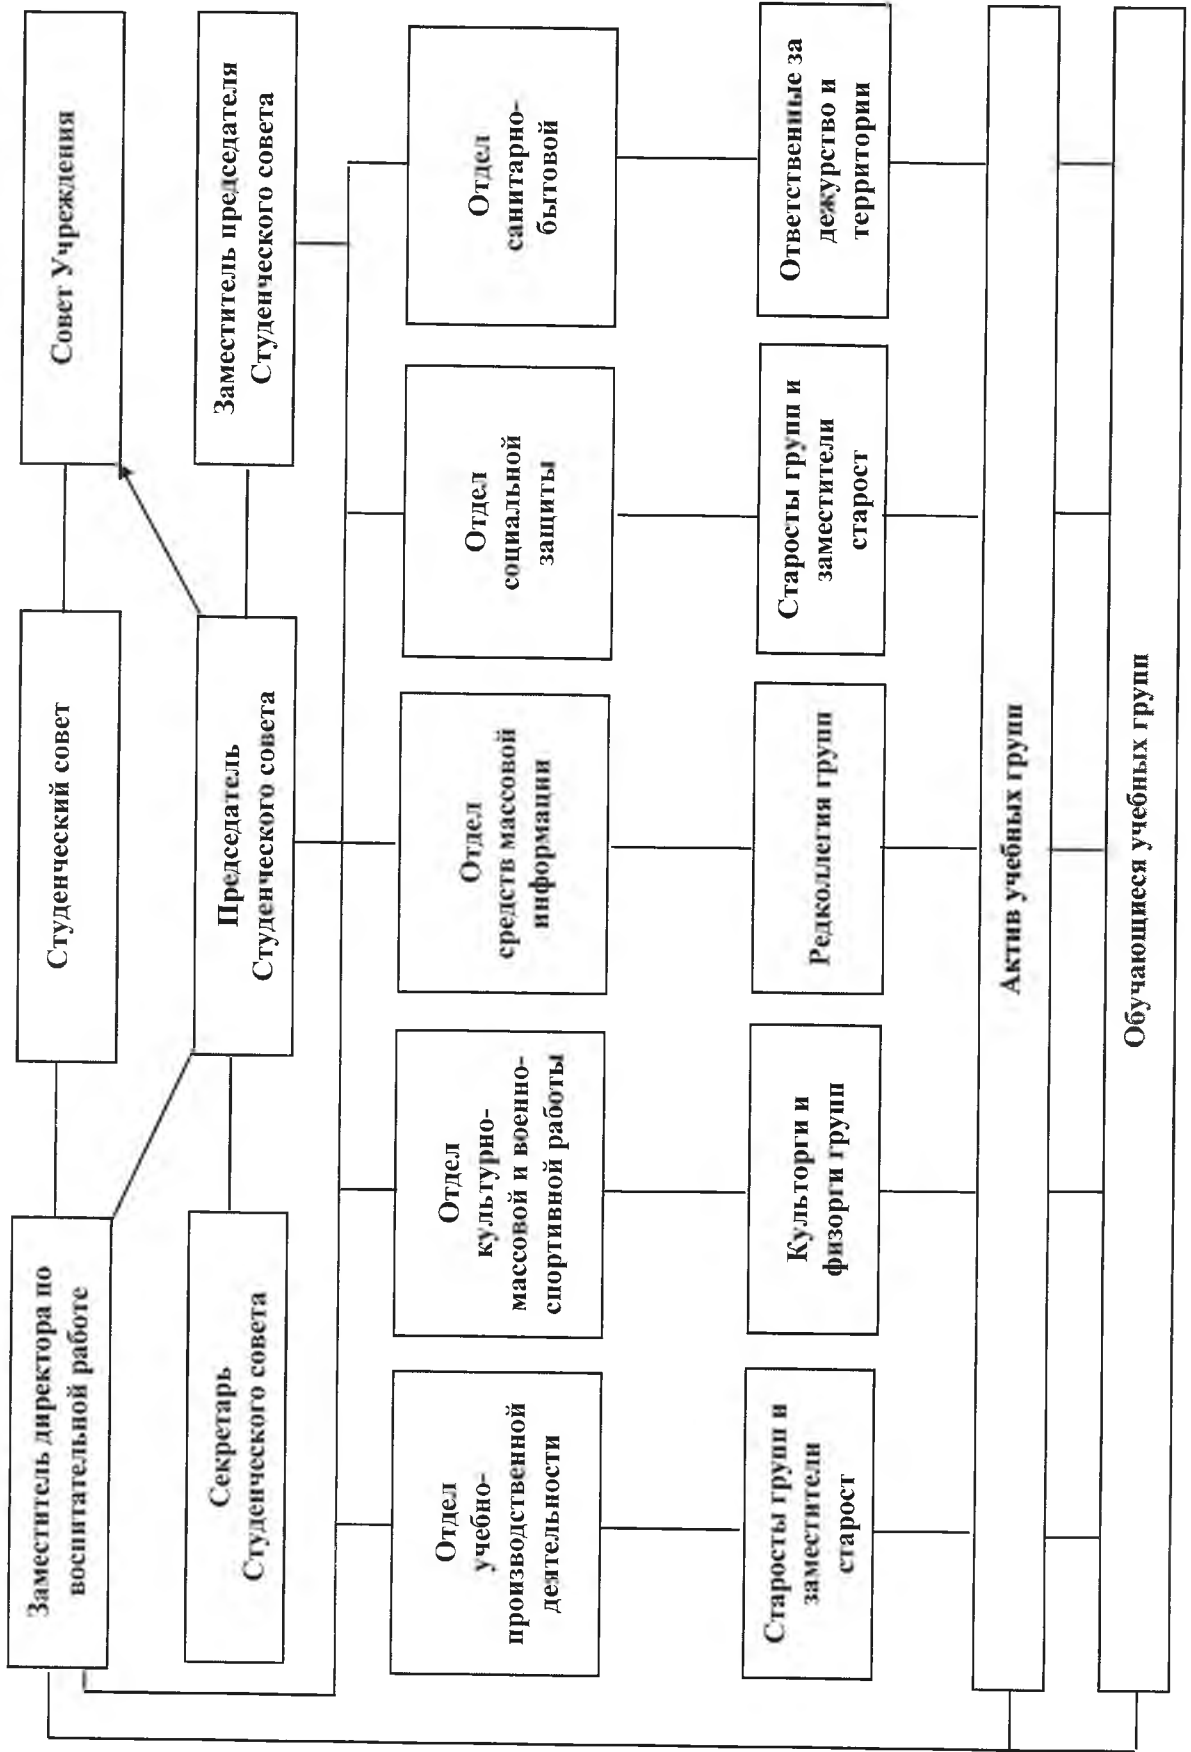 Заместитель директора по
воспитательной работе
Студенческий совет
Совет Учреждения
Секретарь
Студенческого совета
Председатель
Студенческого совета
Заместитель председателя
Студенческого совета
Отдел
учебно-
производственной
деятельности
Отдел
культурно-
массовой и военно-
спортивной работы
Отдел
средств массовой
информации
Отдел
социальной
защиты
Отдел
санитарно-
бытовой
Старосты групп и
заместители
старост
Культорги и
физорги групп
Редколлегия групп
Старосты групп и
заместители
старост
Ответственные за
дежурство и
территории
Актив учебных групп
Обучающиеся учебных групп